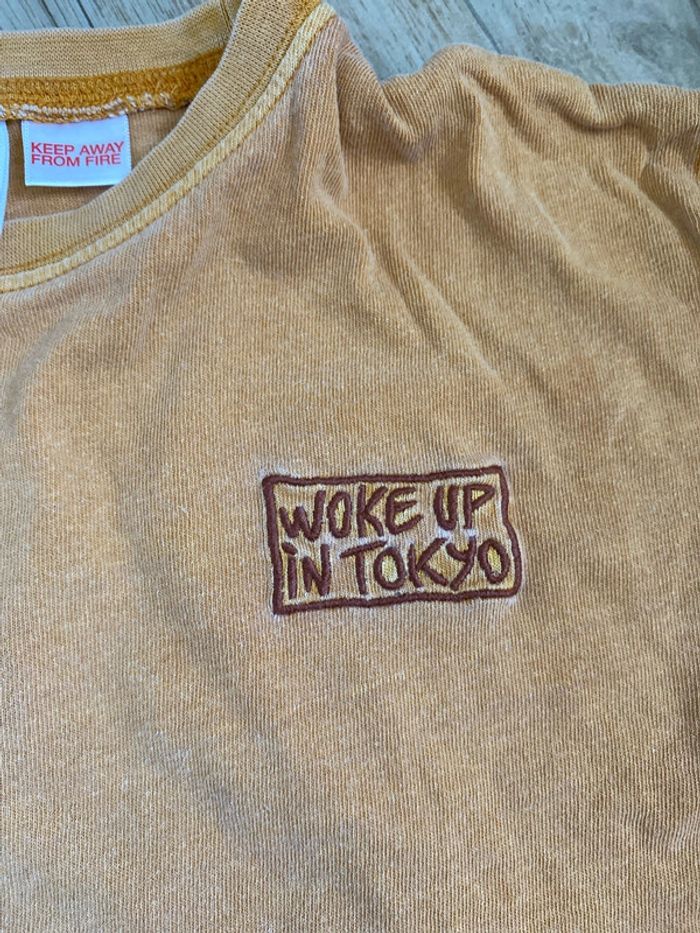 KEEP AWAY
FROM FIRE
WOKE UP
iN TOKYO